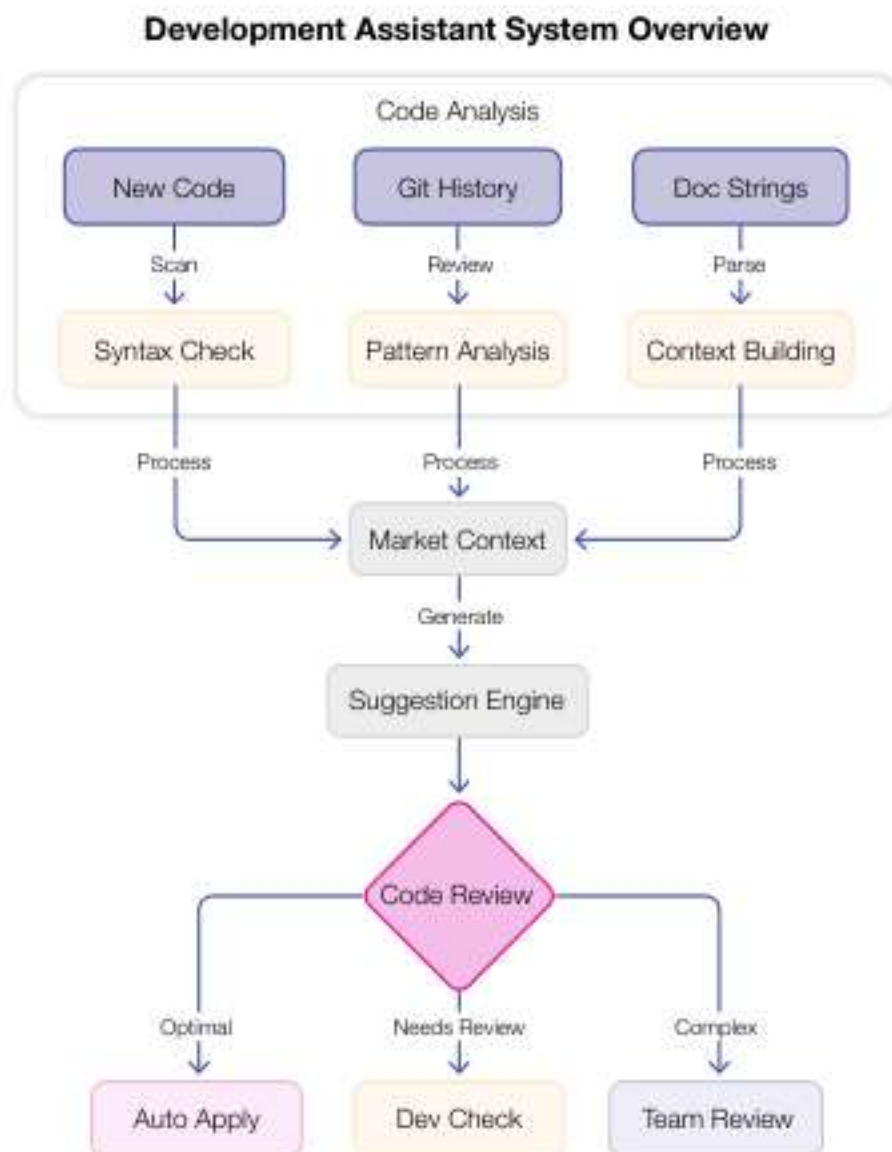 Development Assistant System Overview
Code Analysis
New Code
Git History
Doc Strings
Scan
Review
Parse
Syntax Check
Pattern Analysis
Context Building
Process
Process
Process
Market Context
Generate
Suggestion Engine
Code Review
Optimal
Needs Review
Complex
Auto Apply
Dev Check
Team Review